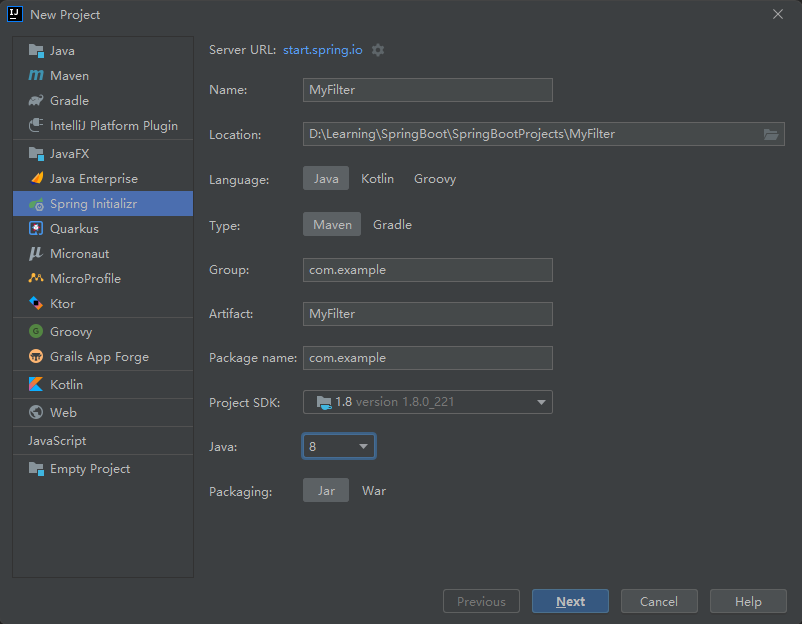 New Project
Java
Maven
Gradle
IntelliJ Platform Plugin
JavaFX
Java Enterprise
Spring Initializr
Quarkus
Micronaut
MicroProfile
Ktor
Groovy
Grails App Forge
Kotlin
Web
JavaScript
Empty Project
Server URL: start.spring.io
Name: MyFilter
Location: D:\Learning\SpringBoot\SpringBootProjects\MyFilter
Language: Java Kotlin Groovy
Type: Maven Gradle
Group: com.example
Artifact: MyFilter
Package name: com.example
Project SDK: 1.8 version 1.8.0_221
Java: 8
Packaging: Jar War
Previous Next Cancel Help